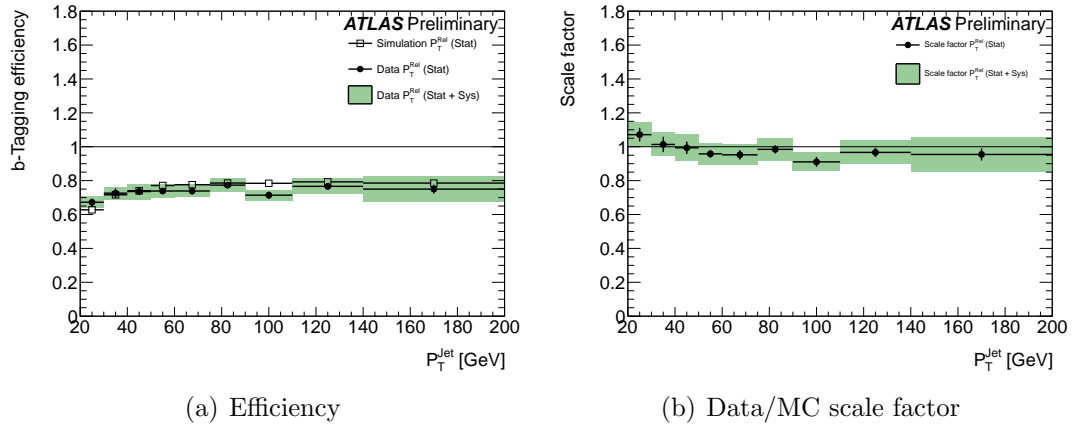 ATLAS Preliminary
Simulation P_T^Rel (Stat)
Data P_T^Rel (Stat)
Data P_T^Rel (Stat + Sys)
b-Tagging efficiency
1.8
1.6
1.4
1.2
1
0.8
0.6
0.4
0.2
0
20 40 60 80 100 120 140 160 180 200
P_T^Jet [GeV]
(a) Efficiency
ATLAS Preliminary
Scale factor P_T^Rel (Stat)
Scale factor P_T^Rel (Stat + Sys)
Scale factor
1.8
1.6
1.4
1.2
1
0.8
0.6
0.4
0.2
0
20 40 60 80 100 120 140 160 180 200
P_T^Jet [GeV]
(b) Data/MC scale factor